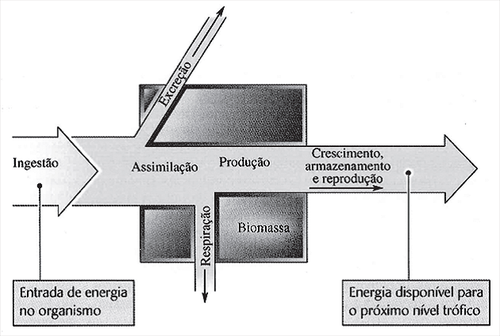 Excreção
Ingestão
Assimilação
Produção
Crescimento,
armazenamento
e reprodução
Respiração
Biomassa
Entrada de energia
no organismo
Energia disponível para
o próximo nível trófico